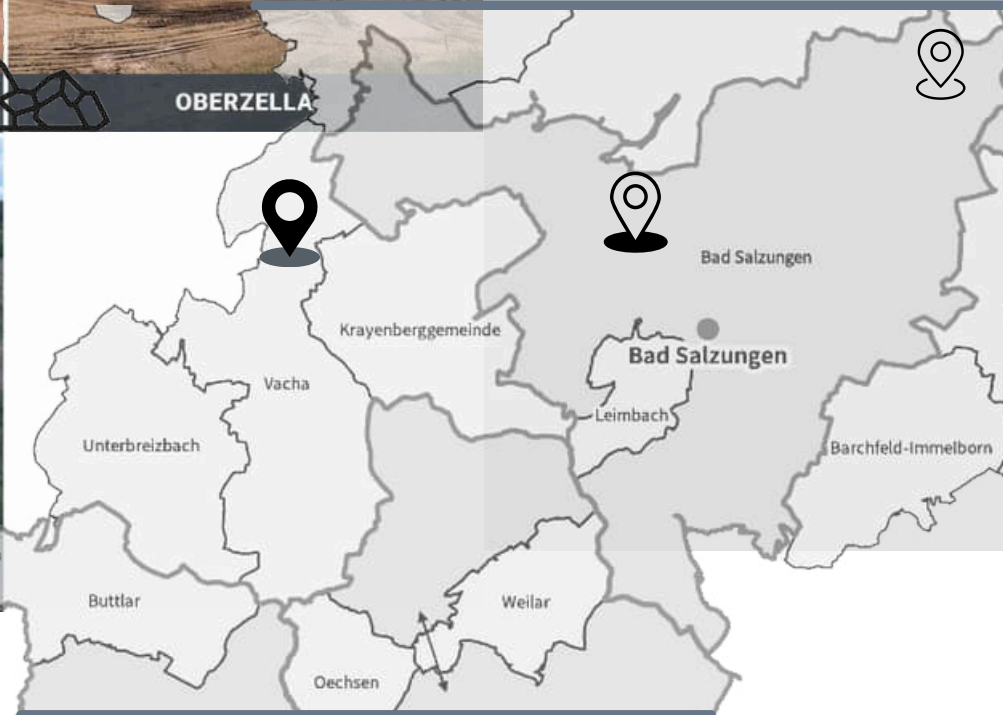 OBERZELLA
Bad Salzungen
Krayenberggemeinde
Bad Salzungen
Vacha
Leimbach
Unterbreizbach
Barchfeld-Immelborn
Buttlar
Weilar
Oechsen